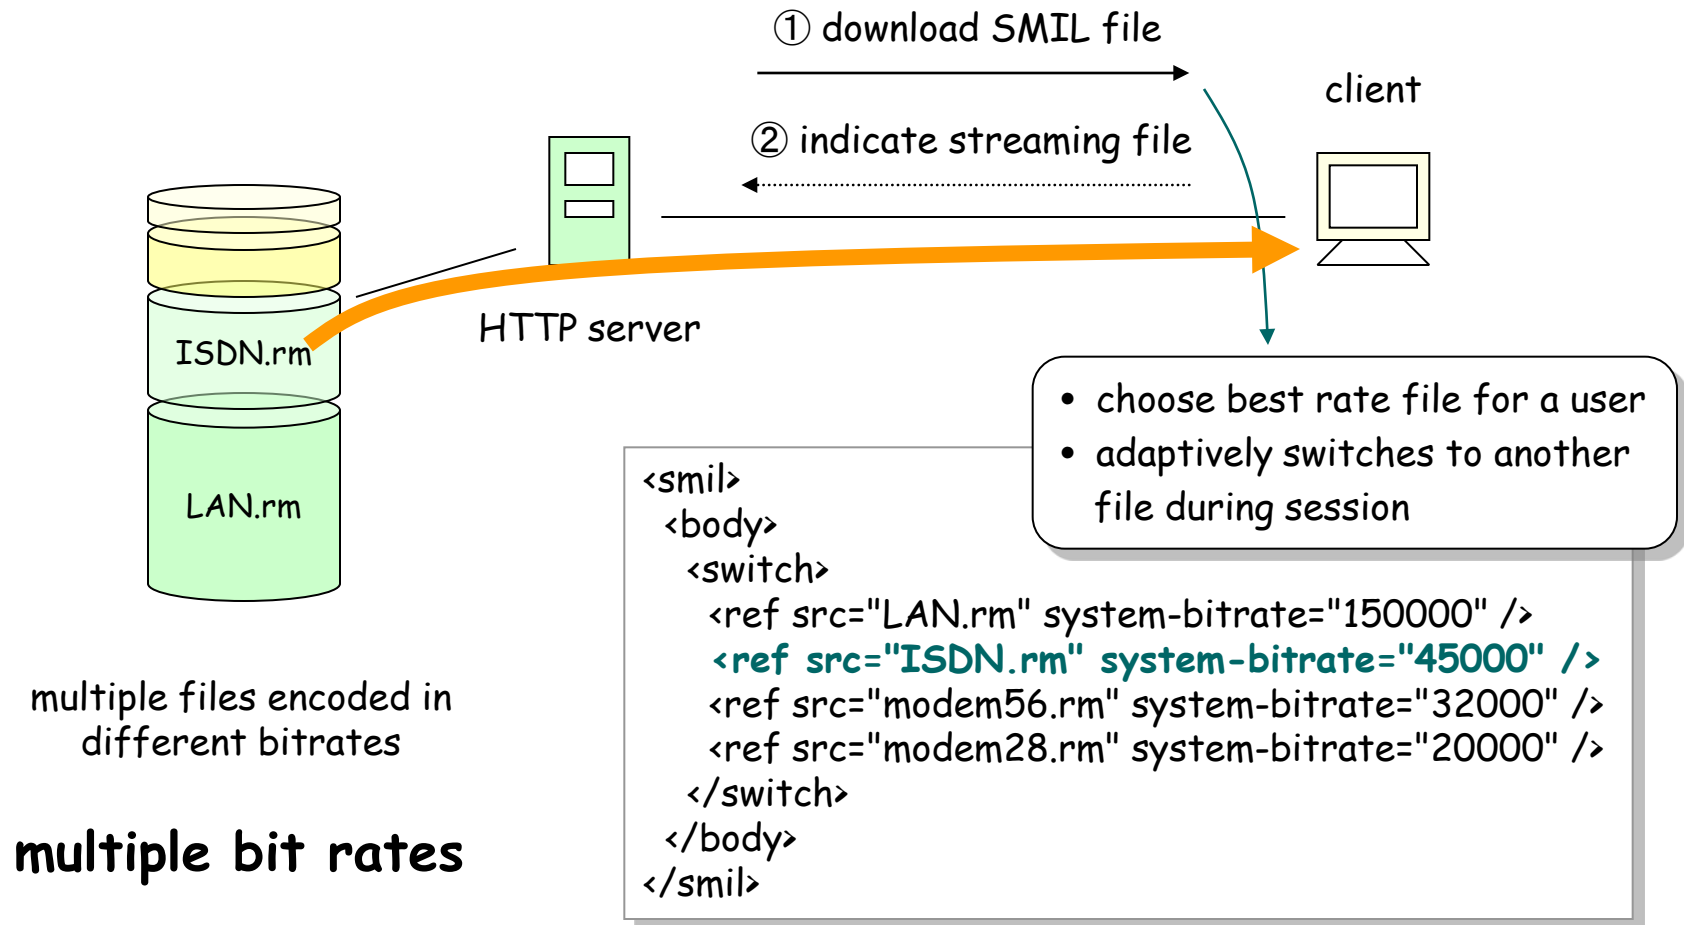 ① download SMIL file
client
② indicate streaming file
HTTP server
ISDN.rm
LAN.rm
• choose best rate file for a user
• adaptively switches to another
file during session
<smil>
<body>
<switch>
<ref src="LAN.rm" system-bitrate="150000" />
<ref src="ISDN.rm" system-bitrate="45000" />
<ref src="modem56.rm" system-bitrate="32000" />
<ref src="modem28.rm" system-bitrate="20000" />
</switch>
</body>
</smil>
multiple files encoded in
different bitrates
multiple bit rates